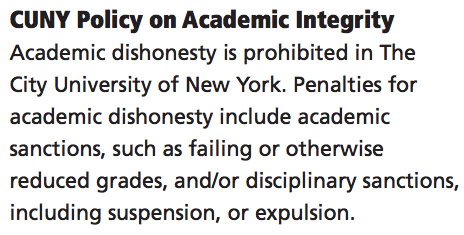 CUNY Policy on Academic Integrity
Academic dishonesty is prohibited in The
City University of New York. Penalties for
academic dishonesty include academic
sanctions, such as failing or otherwise
reduced grades, and/or disciplinary sanctions,
including suspension, or expulsion.